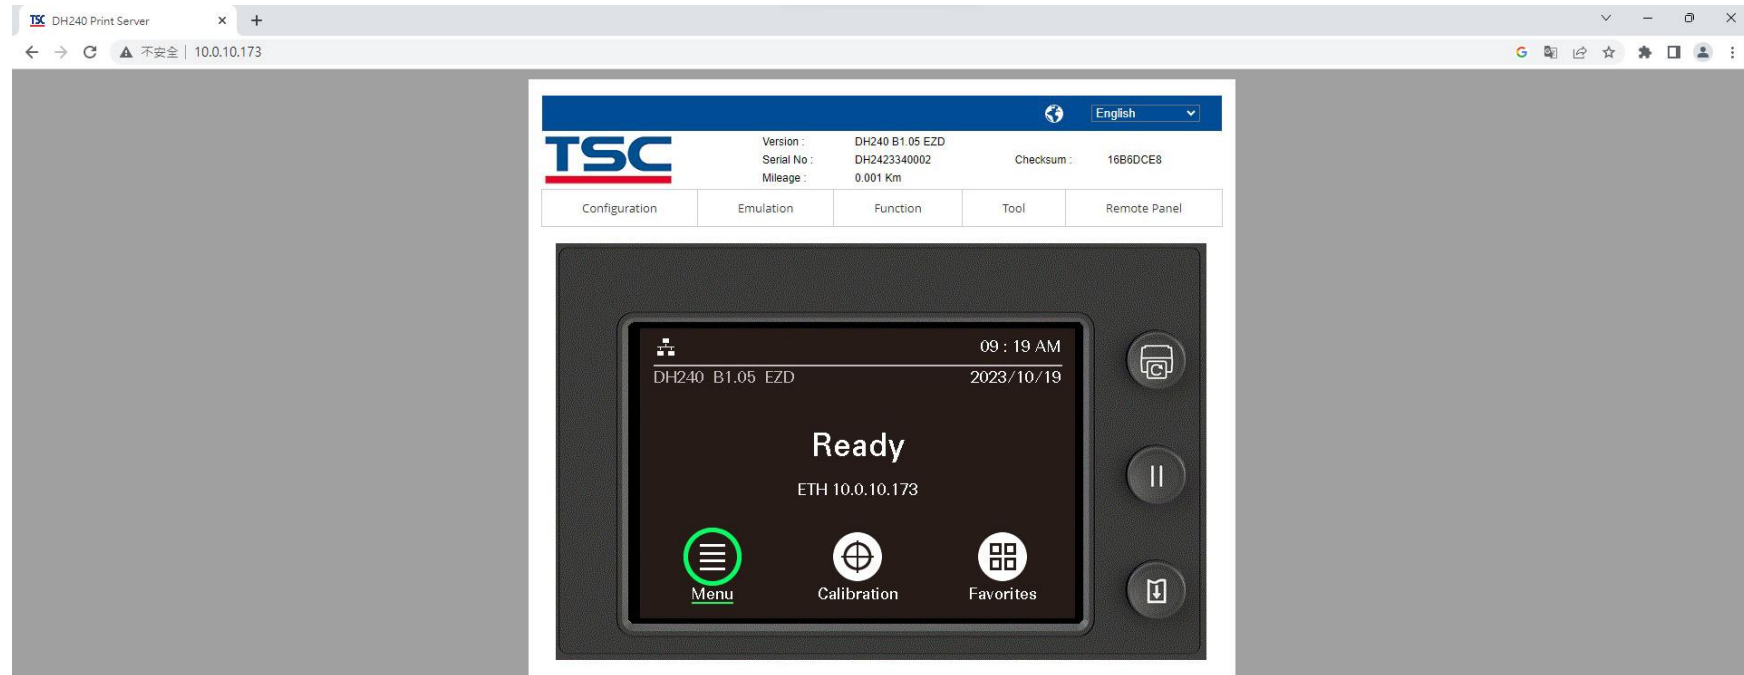 TSC DH240 Print Server
不安全 | 10.0.10.173
English
TSC
Version : DH240 B1.05 EZD
Serial No : DH2423340002 Checksum : 16B6DCE8
Mileage : 0.001 Km
Configuration Emulation Function Tool Remote Panel
09 : 19 AM
DH240 B1.05 EZD 2023/10/19
Ready
ETH 10.0.10.173
Menu Calibration Favorites